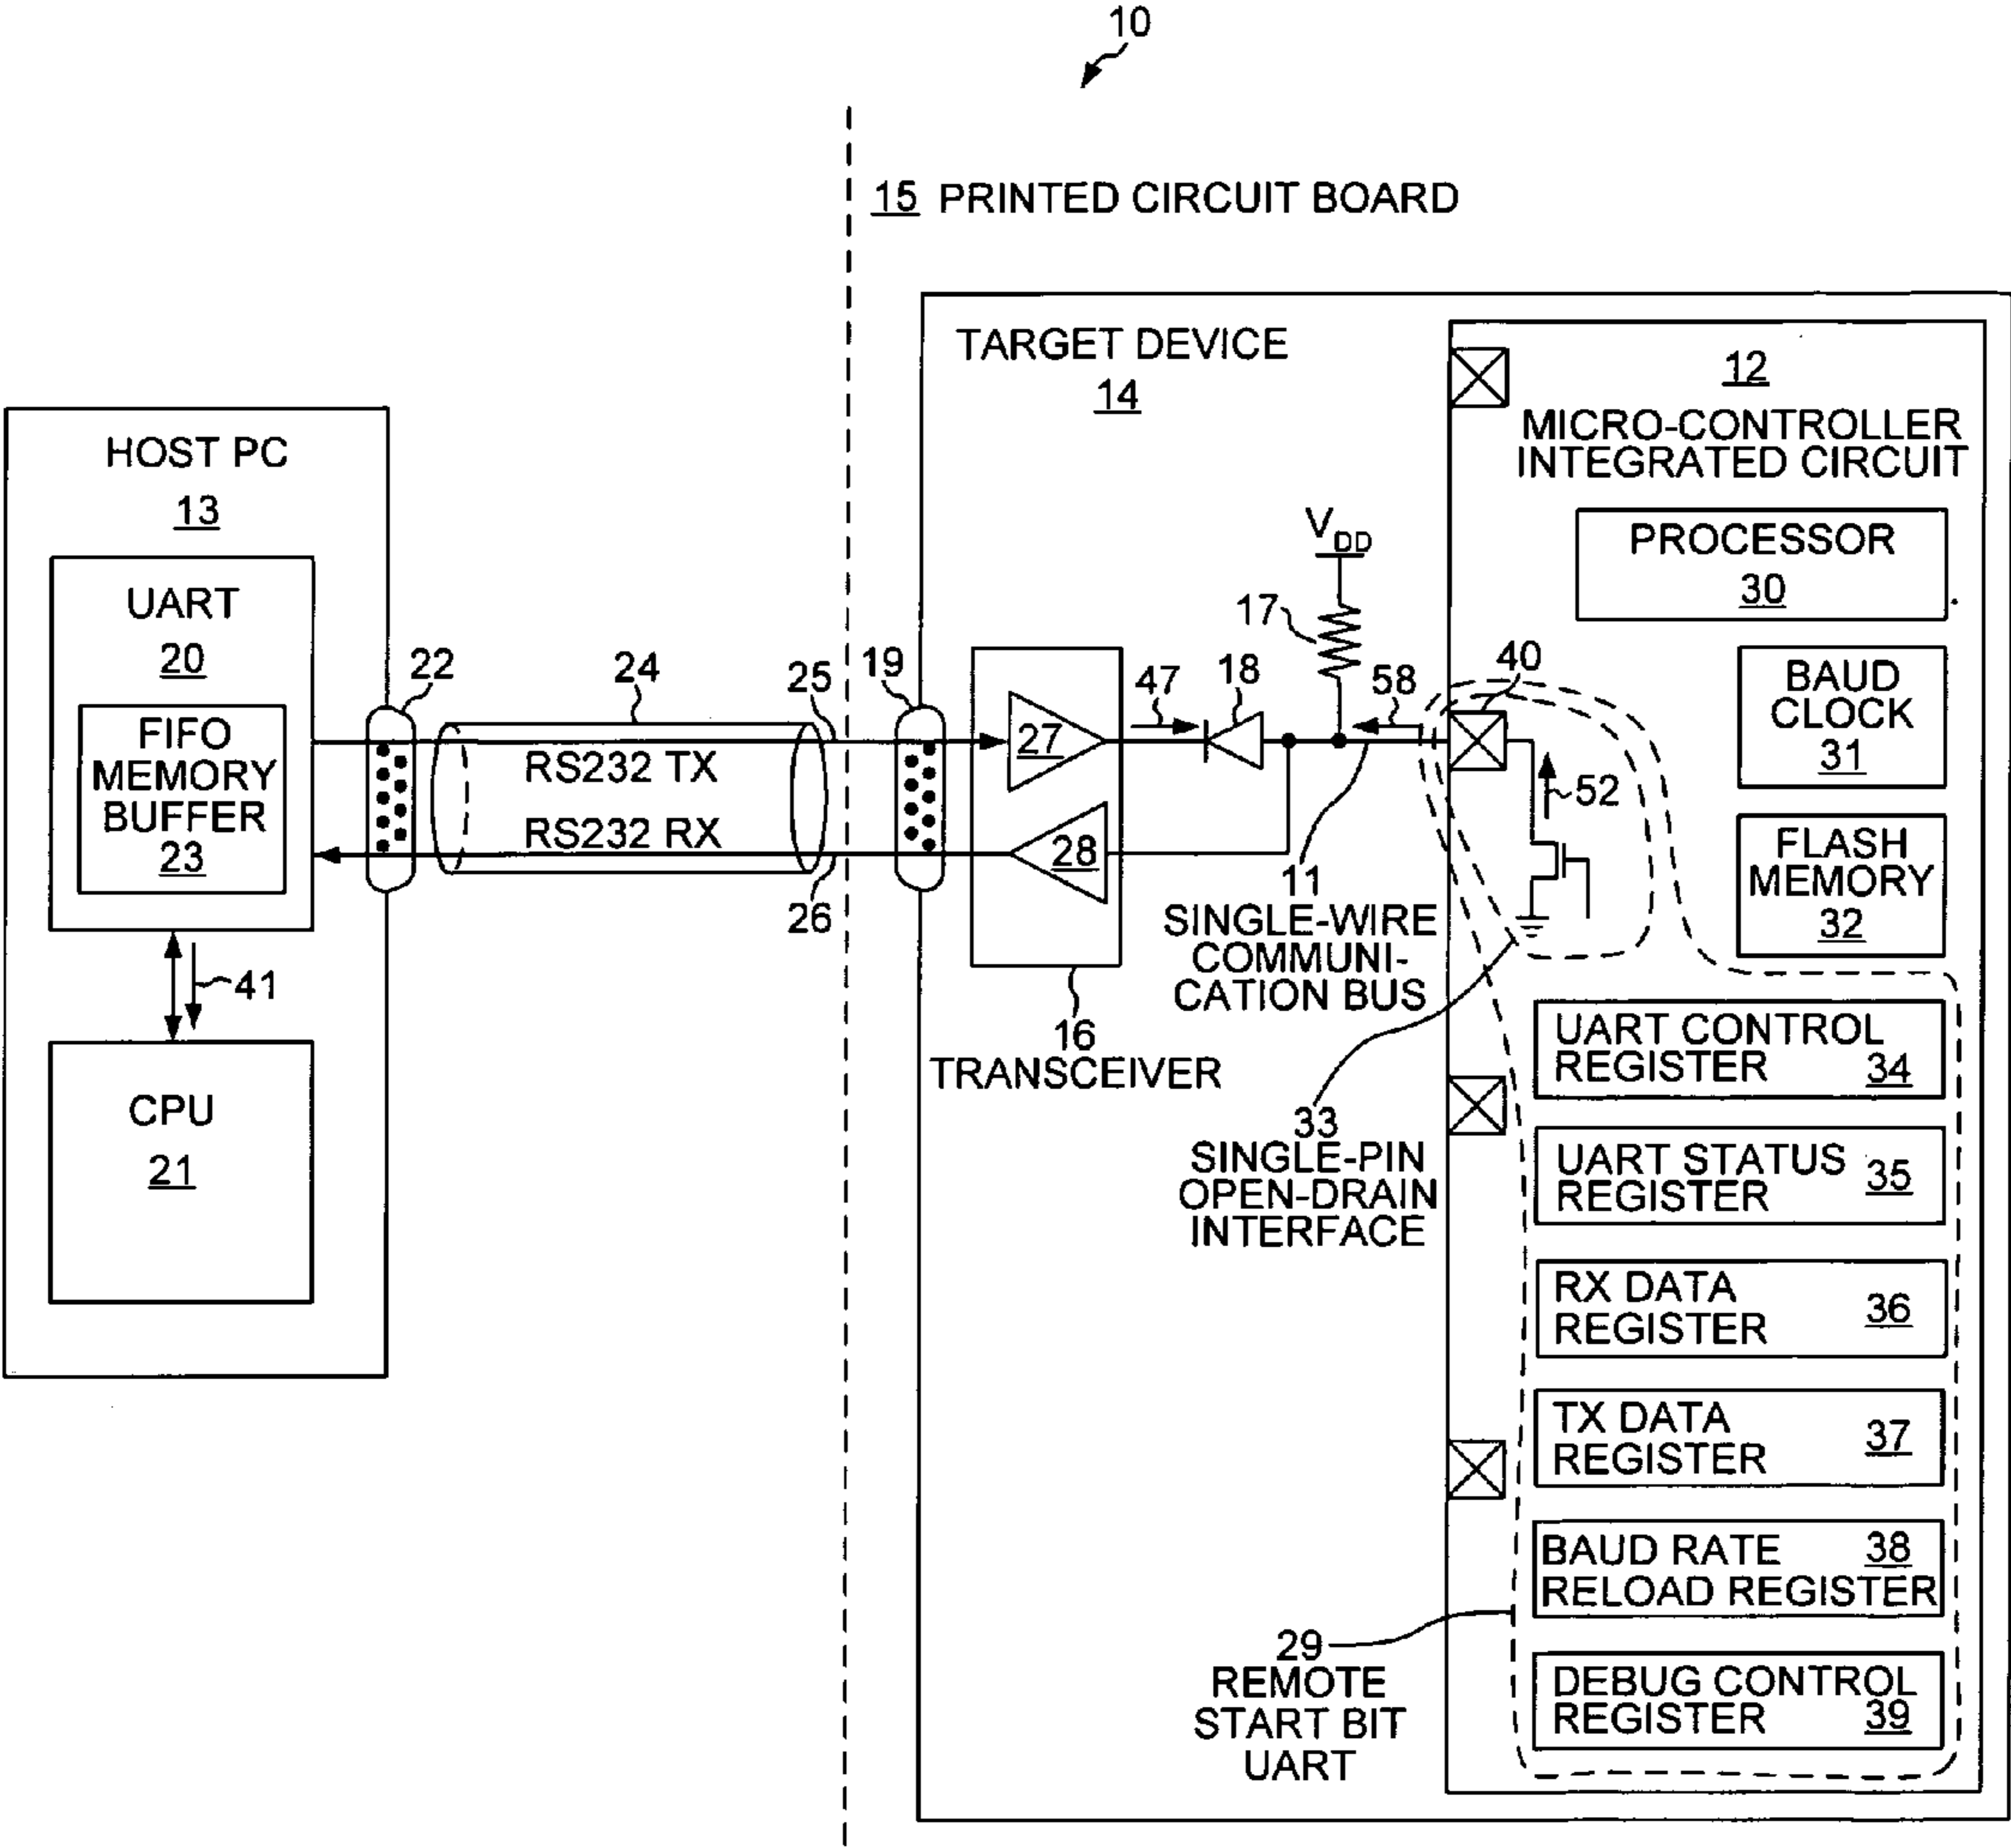 10
15 PRINTED CIRCUIT BOARD
HOST PC
13
UART
20
FIFO
MEMORY
BUFFER
23
41
CPU
21
22
24
25
RS232 TX
RS232 RX
26
19
TARGET DEVICE
14
27
28
16
TRANSCEIVER
47
18
17
VDD
58
11
SINGLE-WIRE
COMMUNI-
CATION BUS
33
SINGLE-PIN
OPEN-DRAIN
INTERFACE
29
REMOTE
START BIT
UART
12
MICRO-CONTROLLER
INTEGRATED CIRCUIT
PROCESSOR
30
40
52
BAUD
CLOCK
31
FLASH
MEMORY
32
UART CONTROL
REGISTER 34
UART STATUS
REGISTER 35
RX DATA
REGISTER 36
TX DATA
REGISTER 37
BAUD RATE 38
RELOAD REGISTER
DEBUG CONTROL
REGISTER 39